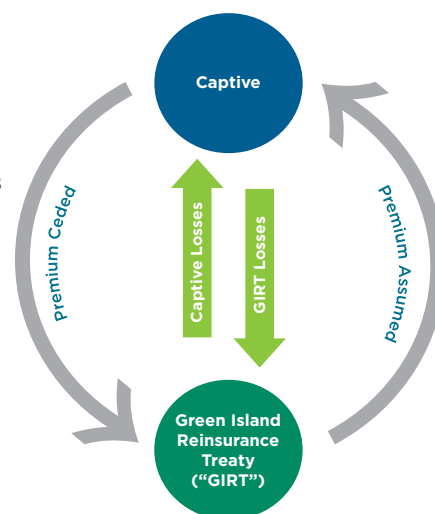 Captive
s
Premium Ceded
Captive Losses
GIRT Losses
Premium Assumed
Green Island
Reinsurance
Treaty
(“GIRT”)